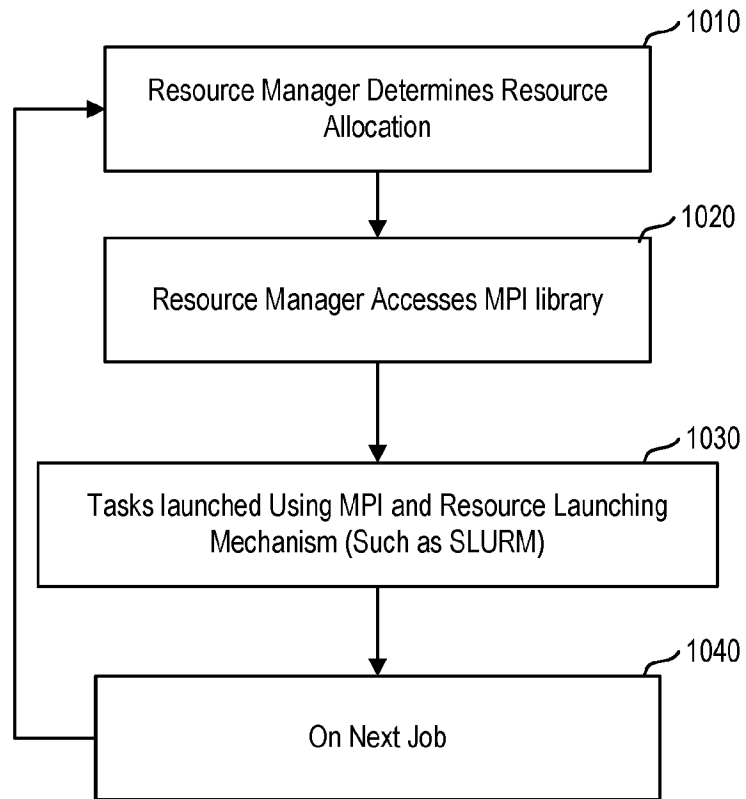 1010
Resource Manager Determines Resource
Allocation
1020
Resource Manager Accesses MPI library
1030
Tasks launched Using MPI and Resource Launching
Mechanism (Such as SLURM)
1040
On Next Job